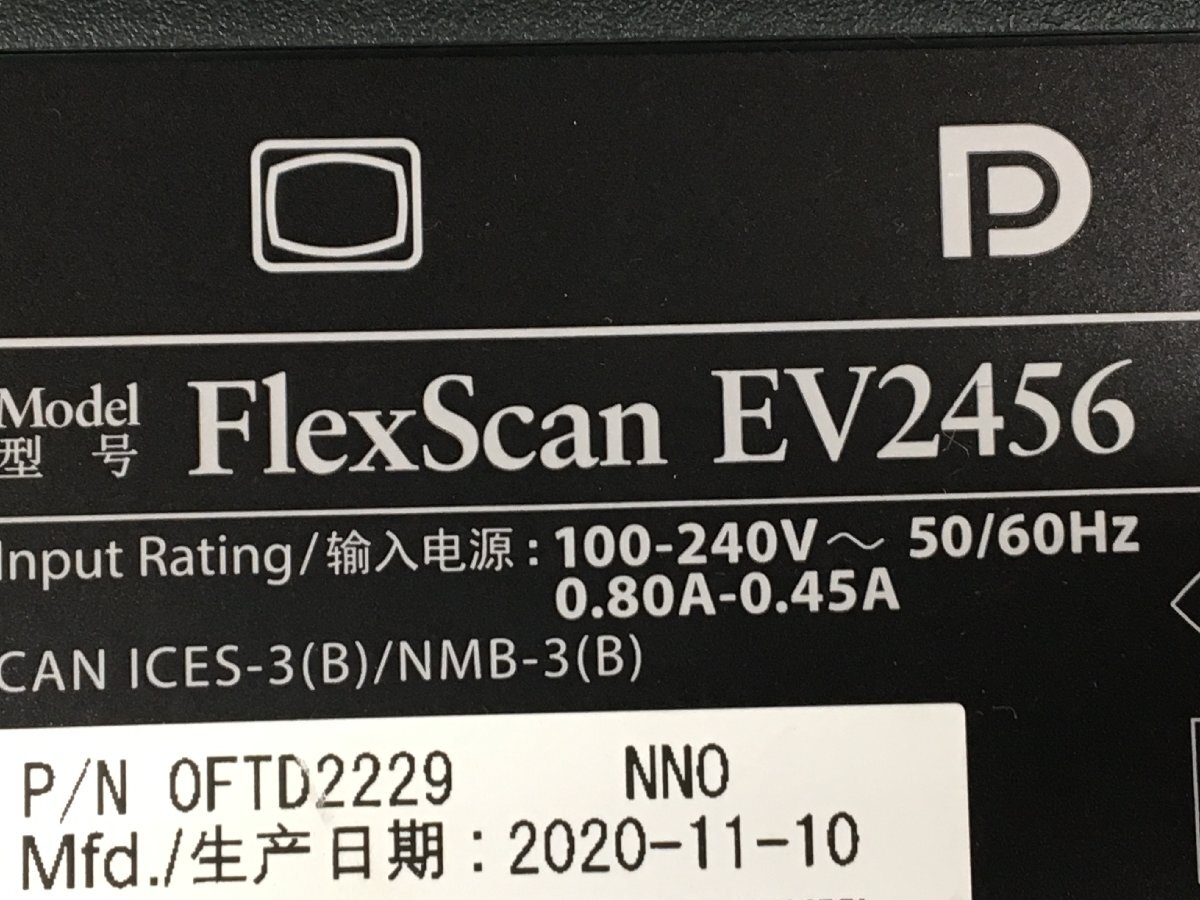 Model
型 号
FlexScan EV2456
Input Rating/输入电源：100-240V～ 50/60Hz
0.80A-0.45A
CAN ICES-3(B)/NMB-3(B)
P/N 0FTD2229 NNO
Mfd./生产日期：2020-11-10